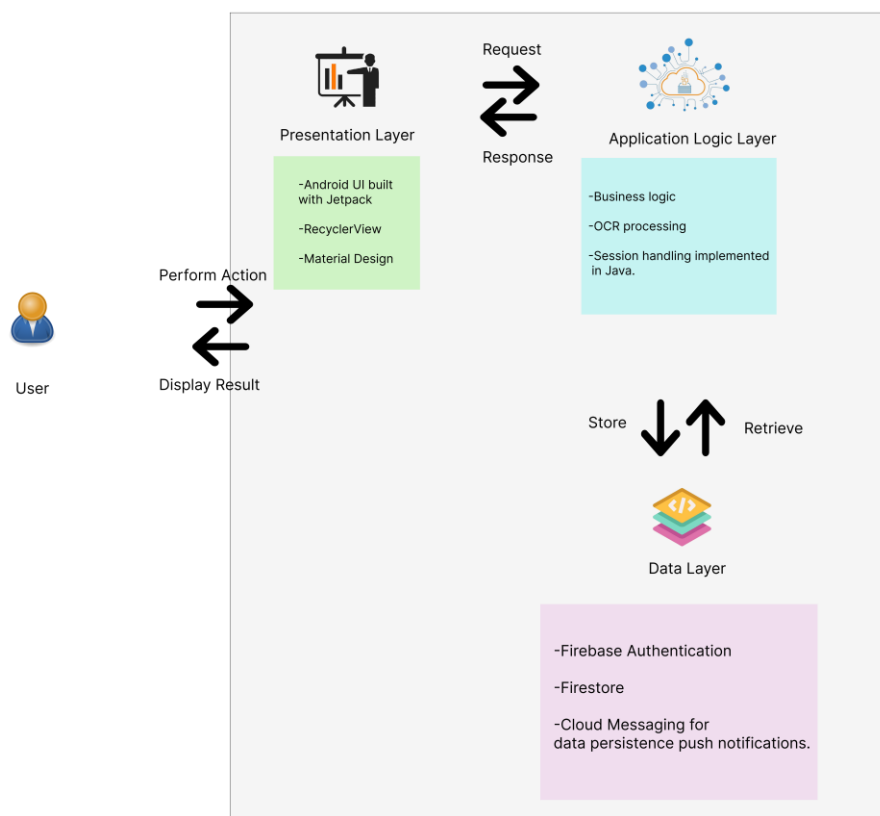 Request
Response
Presentation Layer
-Android UI built
with Jetpack
-RecyclerView
-Material Design
Application Logic Layer
-Business logic
-OCR processing
-Session handling implemented
in Java.
Perform Action
Display Result
User
Store
Retrieve
Data Layer
-Firebase Authentication
-Firestore
-Cloud Messaging for
data persistence push notifications.